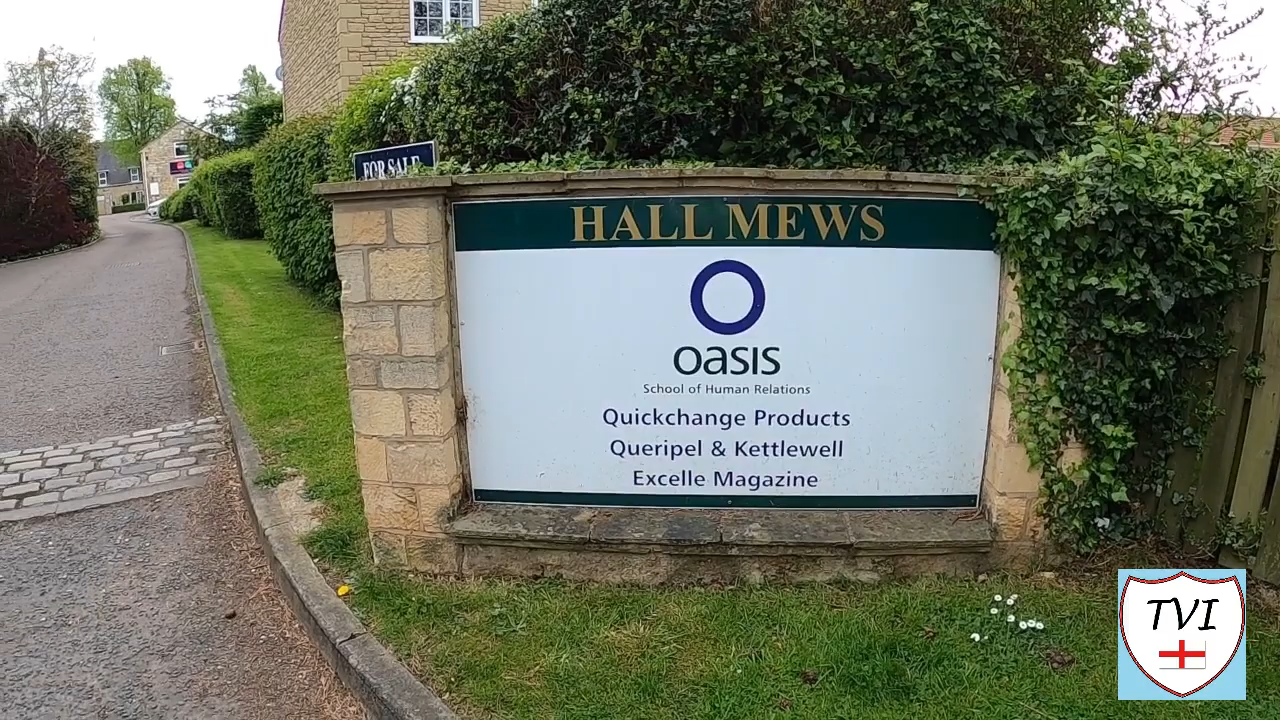 FOR SALE
HALL MEWS
oasis
School of Human Relations
Quickchange Products
Queripel & Kettlewell
Excelle Magazine
TVI